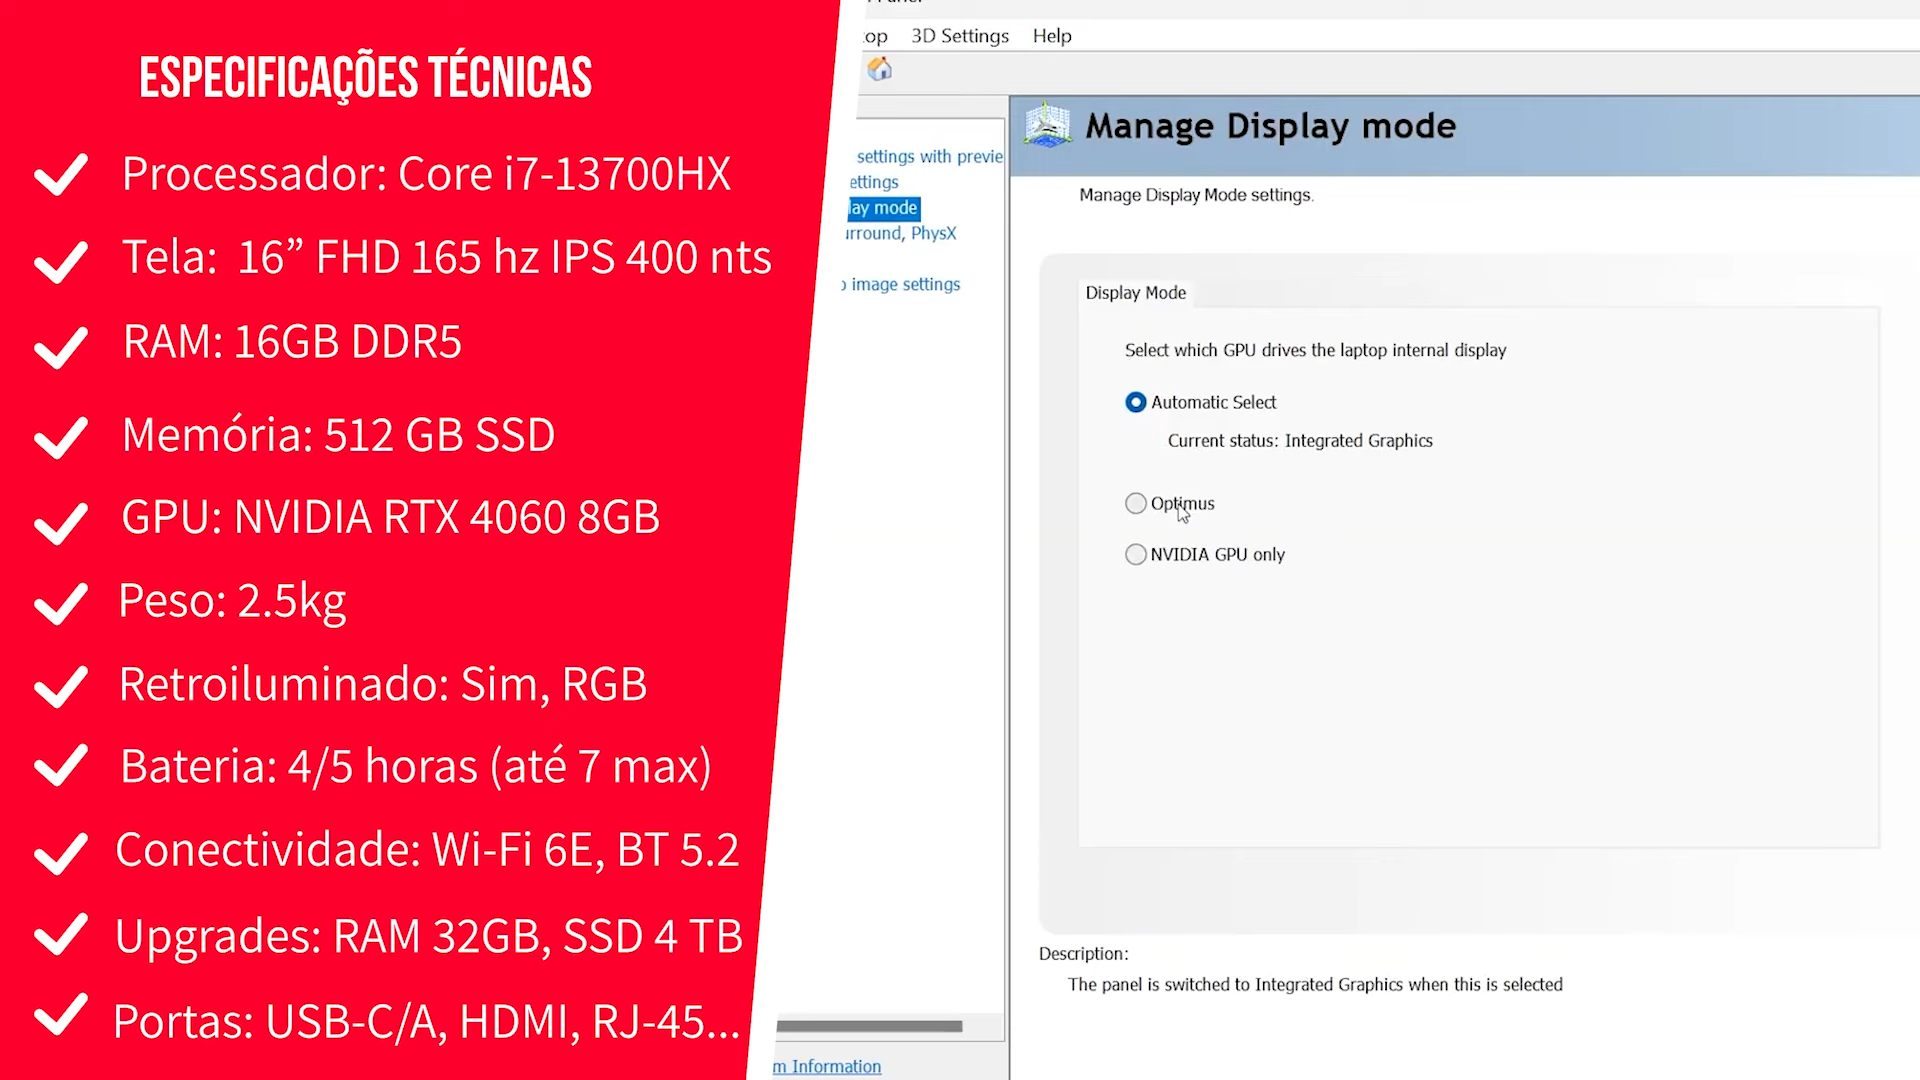 ESPECIFICAÇÕES TÉCNICAS
Processador: Core i7-13700HX
Tela: 16” FHD 165 hz IPS 400 nts
RAM: 16GB DDR5
Memória: 512 GB SSD
GPU: NVIDIA RTX 4060 8GB
Peso: 2.5kg
Retroiluminado: Sim, RGB
Bateria: 4/5 horas (até 7 max)
Conectividade: Wi-Fi 6E, BT 5.2
Upgrades: RAM 32GB, SSD 4 TB
Portas: USB-C/A, HDMI, RJ-45...
3D Settings Help
settings with
mode
PhysX
image settings
Information
Manage Display mode
Manage Display Mode settings.
Display Mode
Select which GPU drives the laptop internal display
Automatic Select
Current status: Integrated Graphics
Optimus
NVIDIA GPU only
Description:
The panel is switched to Integrated Graphics when this is selected